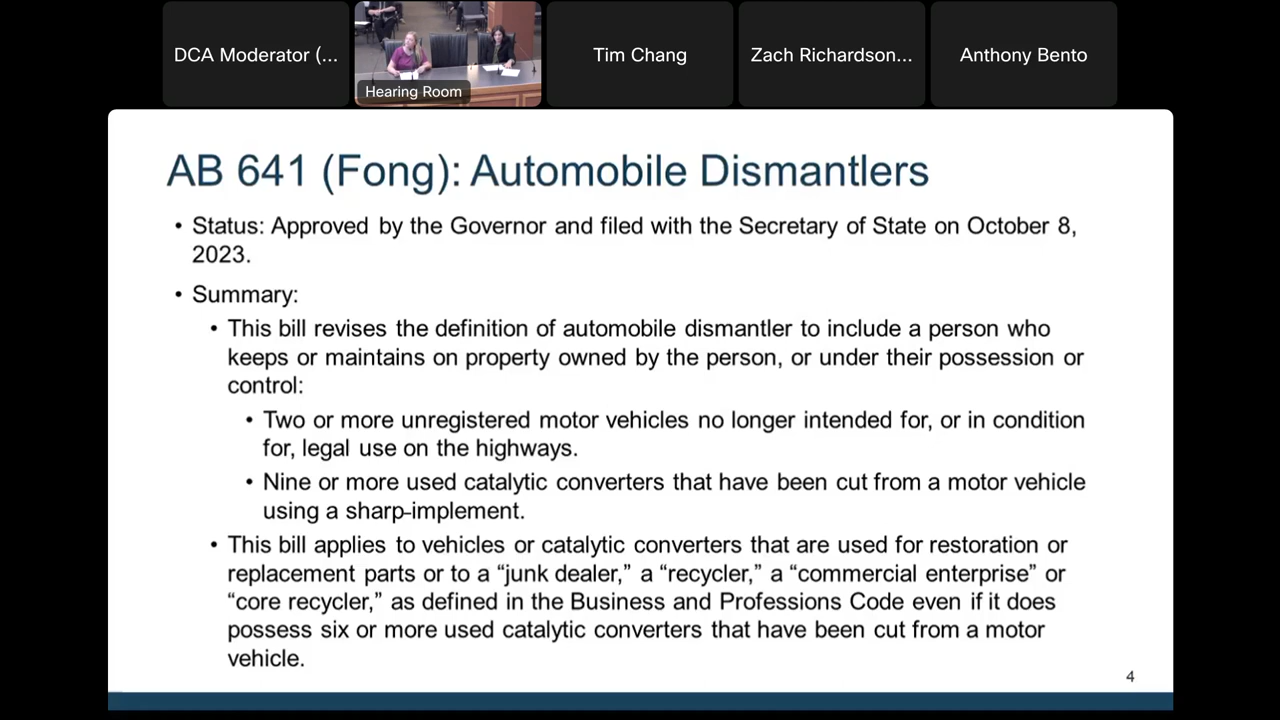 DCA Moderator (...
Hearing Room
Tim Chang
Zach Richardson...
Anthony Bento
AB 641 (Fong): Automobile Dismantlers
• Status: Approved by the Governor and filed with the Secretary of State on October 8,
2023.
• Summary:
• This bill revises the definition of automobile dismantler to include a person who
keeps or maintains on property owned by the person, or under their possession or
control:
• Two or more unregistered motor vehicles no longer intended for, or in condition
for, legal use on the highways.
• Nine or more used catalytic converters that have been cut from a motor vehicle
using a sharp-implement.
• This bill applies to vehicles or catalytic converters that are used for restoration or
replacement parts or to a “junk dealer,” a “recycler,” a “commercial enterprise” or
“core recycler,” as defined in the Business and Professions Code even if it does
possess six or more used catalytic converters that have been cut from a motor
vehicle.
4